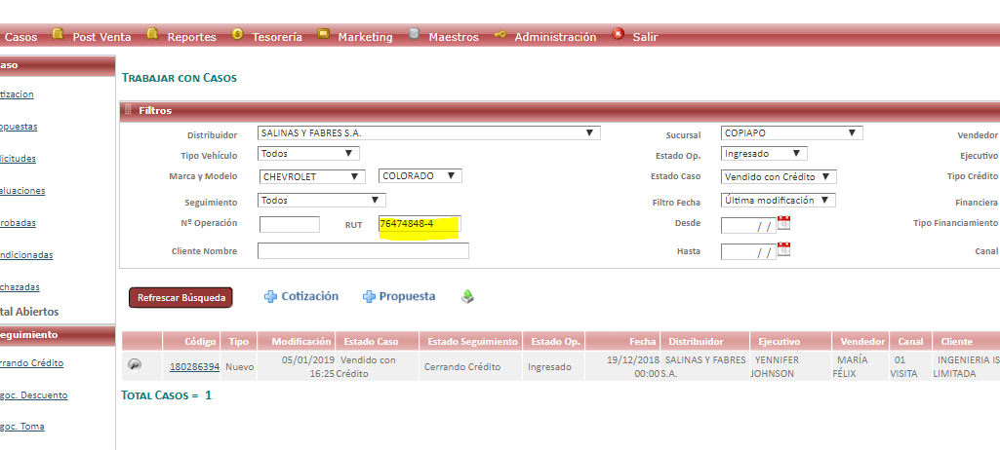 Casos Post Venta Reportes Tesorería Marketing Maestros Administración Salir
aso
tizacion
opuestas
licitudes
aluaciones
robadas
ndicionadas
chazadas
tal Abiertos
eguimiento
rrando Crédito
goc. Descuento
goc. Toma
TRABAJAR CON CASOS
Filtros
Distribuidor SALINAS Y FABRES S.A. Sucursal COPIAPO Vendedor
Tipo Vehículo Todos Estado Op. Ingresado Ejecutivo
Marca y Modelo CHEVROLET COLORADO Estado Caso Vendido con Crédito Tipo Crédito
Seguimiento Todos Filtro Fecha Última modificación Financiera
Nº Operación RUT 76474848-4 Desde / / Tipo Financiamiento
Cliente Nombre Hasta / / Canal
Refrescar Búsqueda Cotización Propuesta
Código Tipo Modificación Estado Caso Estado Seguimiento Estado Op. Fecha Distribuidor Ejecutivo Vendedor Canal Cliente
180286394 Nuevo 05/01/2019 16:25 Vendido con Crédito Cerrando Crédito Ingresado 19/12/2018 00:00 SALINAS Y FABRES S.A. YENNIFER JOHNSON MARÍA FÉLIX 01 VISITA INGENIERIA IS LIMITADA
TOTAL CASOS = 1